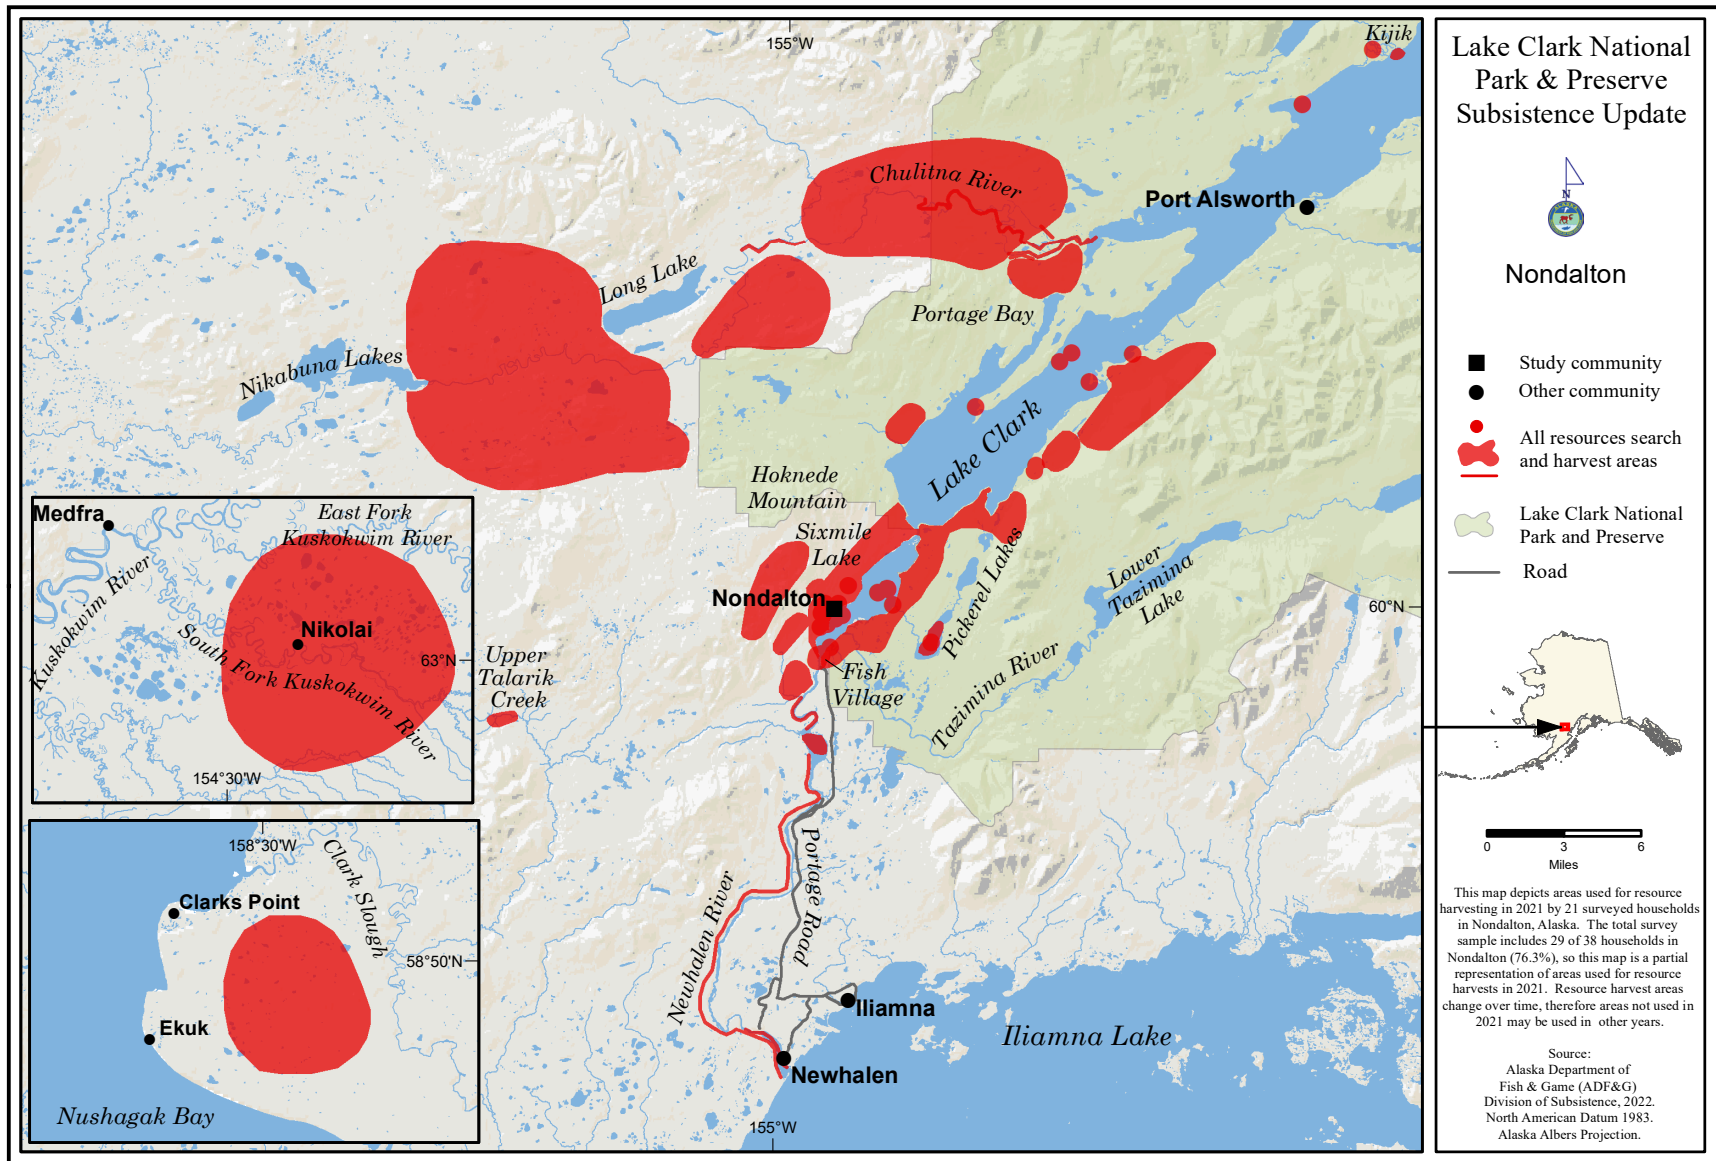 155°W
Kijik
Chulitna River
Port Alsworth
Long Lake
Portage Bay
Nikabuna Lakes
Lake Clark
Hoknede
Mountain
Sixmile
Lake
Nondalton
Pickerel Lakes
Lower
Tazimina
Lake
60°N
Fish
Village
Tazimina River
Upper
Talarik
Creek
Portage Road
Newhalen River
Iliamna
Iliamna Lake
Newhalen
155°W
Medfra
East Fork
Kuskokwim River
Kuskokwim River
Nikolai
South Fork Kuskokwim River
63°N
154°30'W
158°30'W
Clark Slough
Clarks Point
58°50'N
Ekuk
Nushagak Bay
Lake Clark National
Park & Preserve
Subsistence Update
N
Nondalton
Study community
Other community
All resources search
and harvest areas
Lake Clark National
Park and Preserve
Road
0 3 6
Miles
This map depicts areas used for resource
harvesting in 2021 by 21 surveyed households
in Nondalton, Alaska. The total survey
sample includes 29 of 38 households in
Nondalton (76.3%), so this map is a partial
representation of areas used for resource
harvests in 2021. Resource harvest areas
change over time, therefore areas not used in
2021 may be used in other years.
Source:
Alaska Department of
Fish & Game (ADF&G)
Division of Subsistence, 2022.
North American Datum 1983.
Alaska Albers Projection.